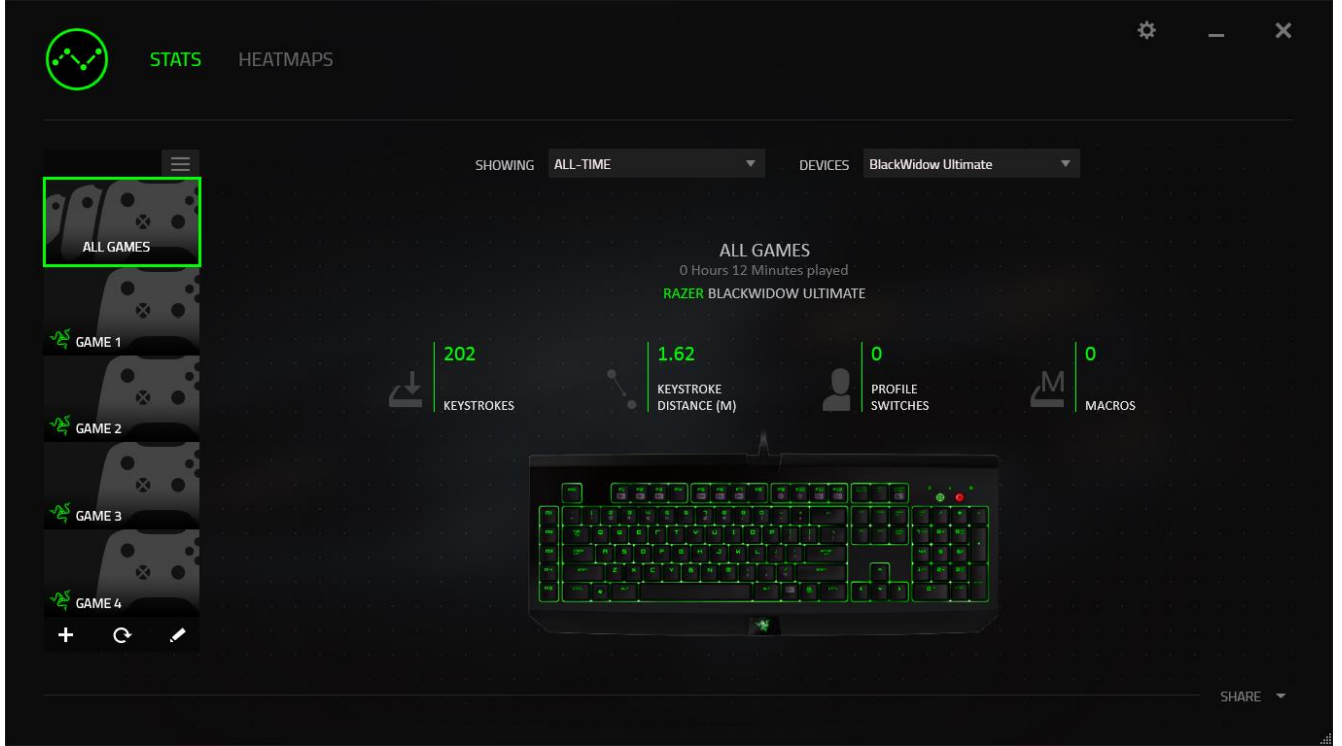 STATS HEATMAPS
SHOWING ALL-TIME DEVICES BlackWidow Ultimate
ALL GAMES
GAME 1
GAME 2
GAME 3
GAME 4
ALL GAMES
0 Hours 12 Minutes played
RAZER BLACKWIDOW ULTIMATE
202
KEYSTROKES
1.62
KEYSTROKE
DISTANCE (M)
0
PROFILE
SWITCHES
M
0
MACROS
SHARE